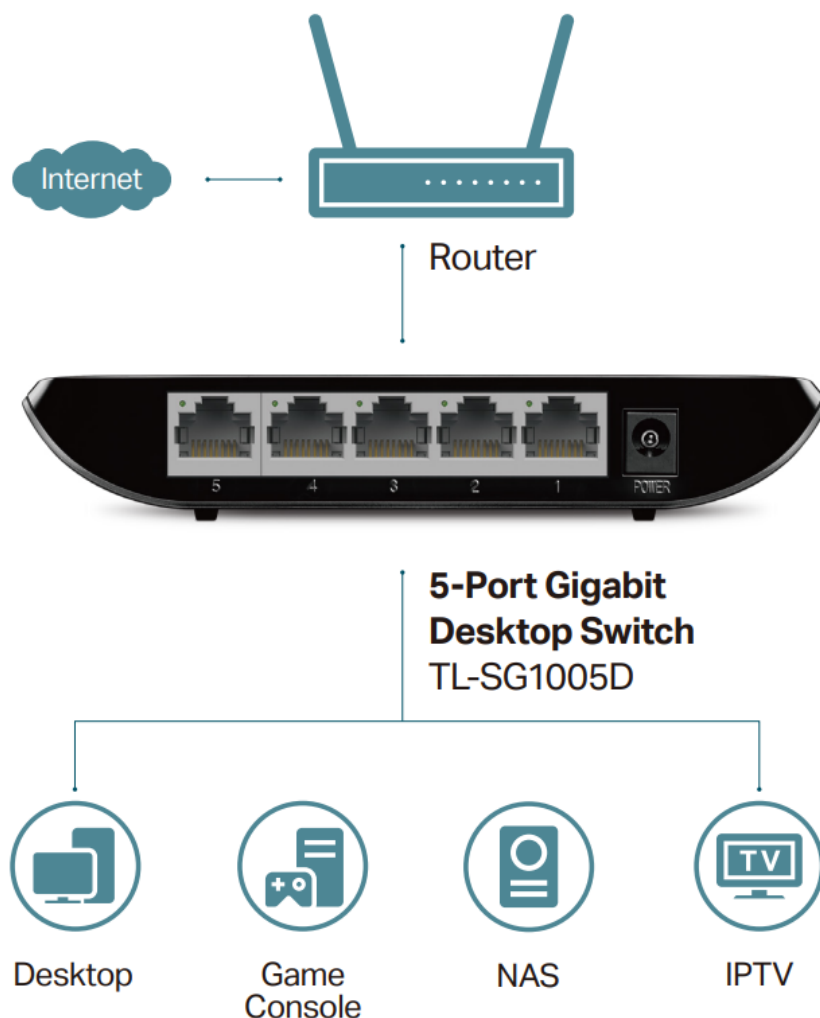 Internet
Router
5 4 3 2 1 POWER
5-Port Gigabit
Desktop Switch
TL-SG1005D
TV
Desktop
Game
Console
NAS
IPTV